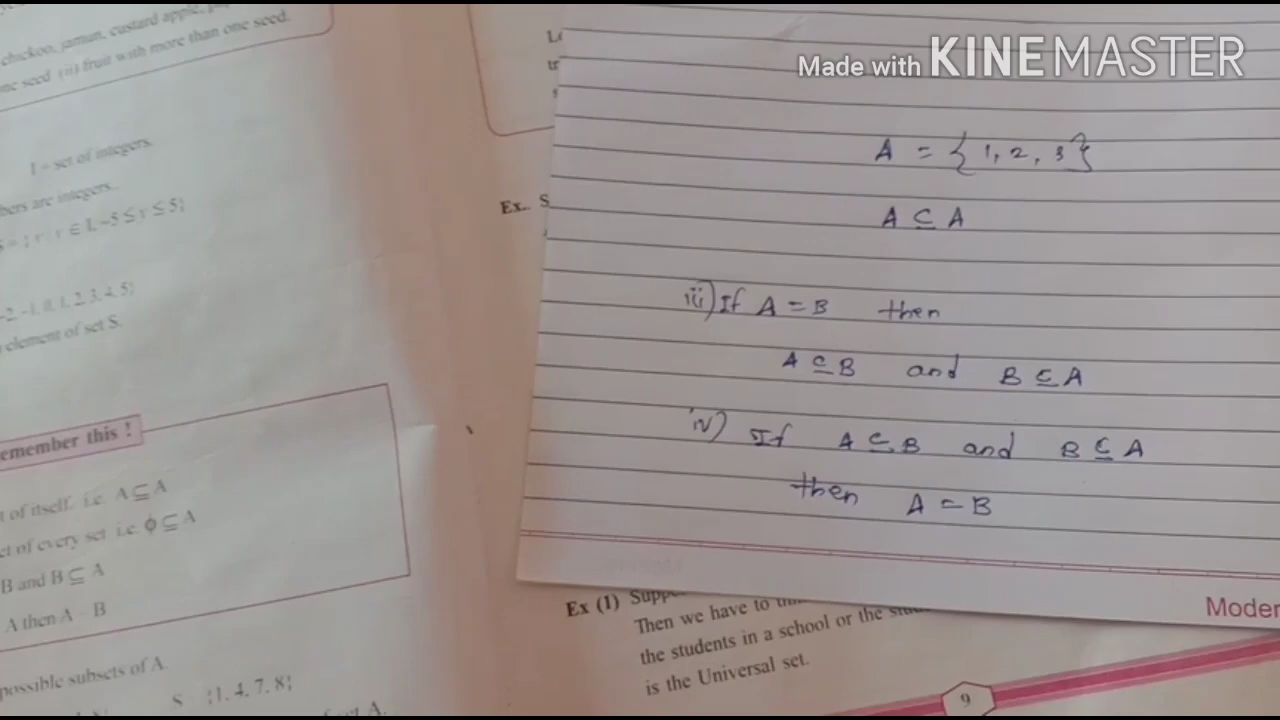 chickoo, jamun, custard apple,
one seed (ii) fruit with more than one seed.
I = set of integers.
bers are integers.
-2, -1, 0, 1, 2, 3, 4, 5}
element of set S.
emember this !
t of itself. i.e. A ⊆ A
et of every set i.e. ϕ ⊆ A
B and B ⊆ A
A then A = B
possible subsets of A.
S = {1, 4, 7, 8}
Ex.. S
Made with KINEMASTER
A = { 1, 2, 3 }
A ⊆ A
iii) If A = B then
A ⊆ B and B ⊆ A
iv) If A ⊆ B and B ⊆ A
then A = B
Moder
Ex (1) Suppo
Then we have to
the students in a school or the
is the Universal set.
9